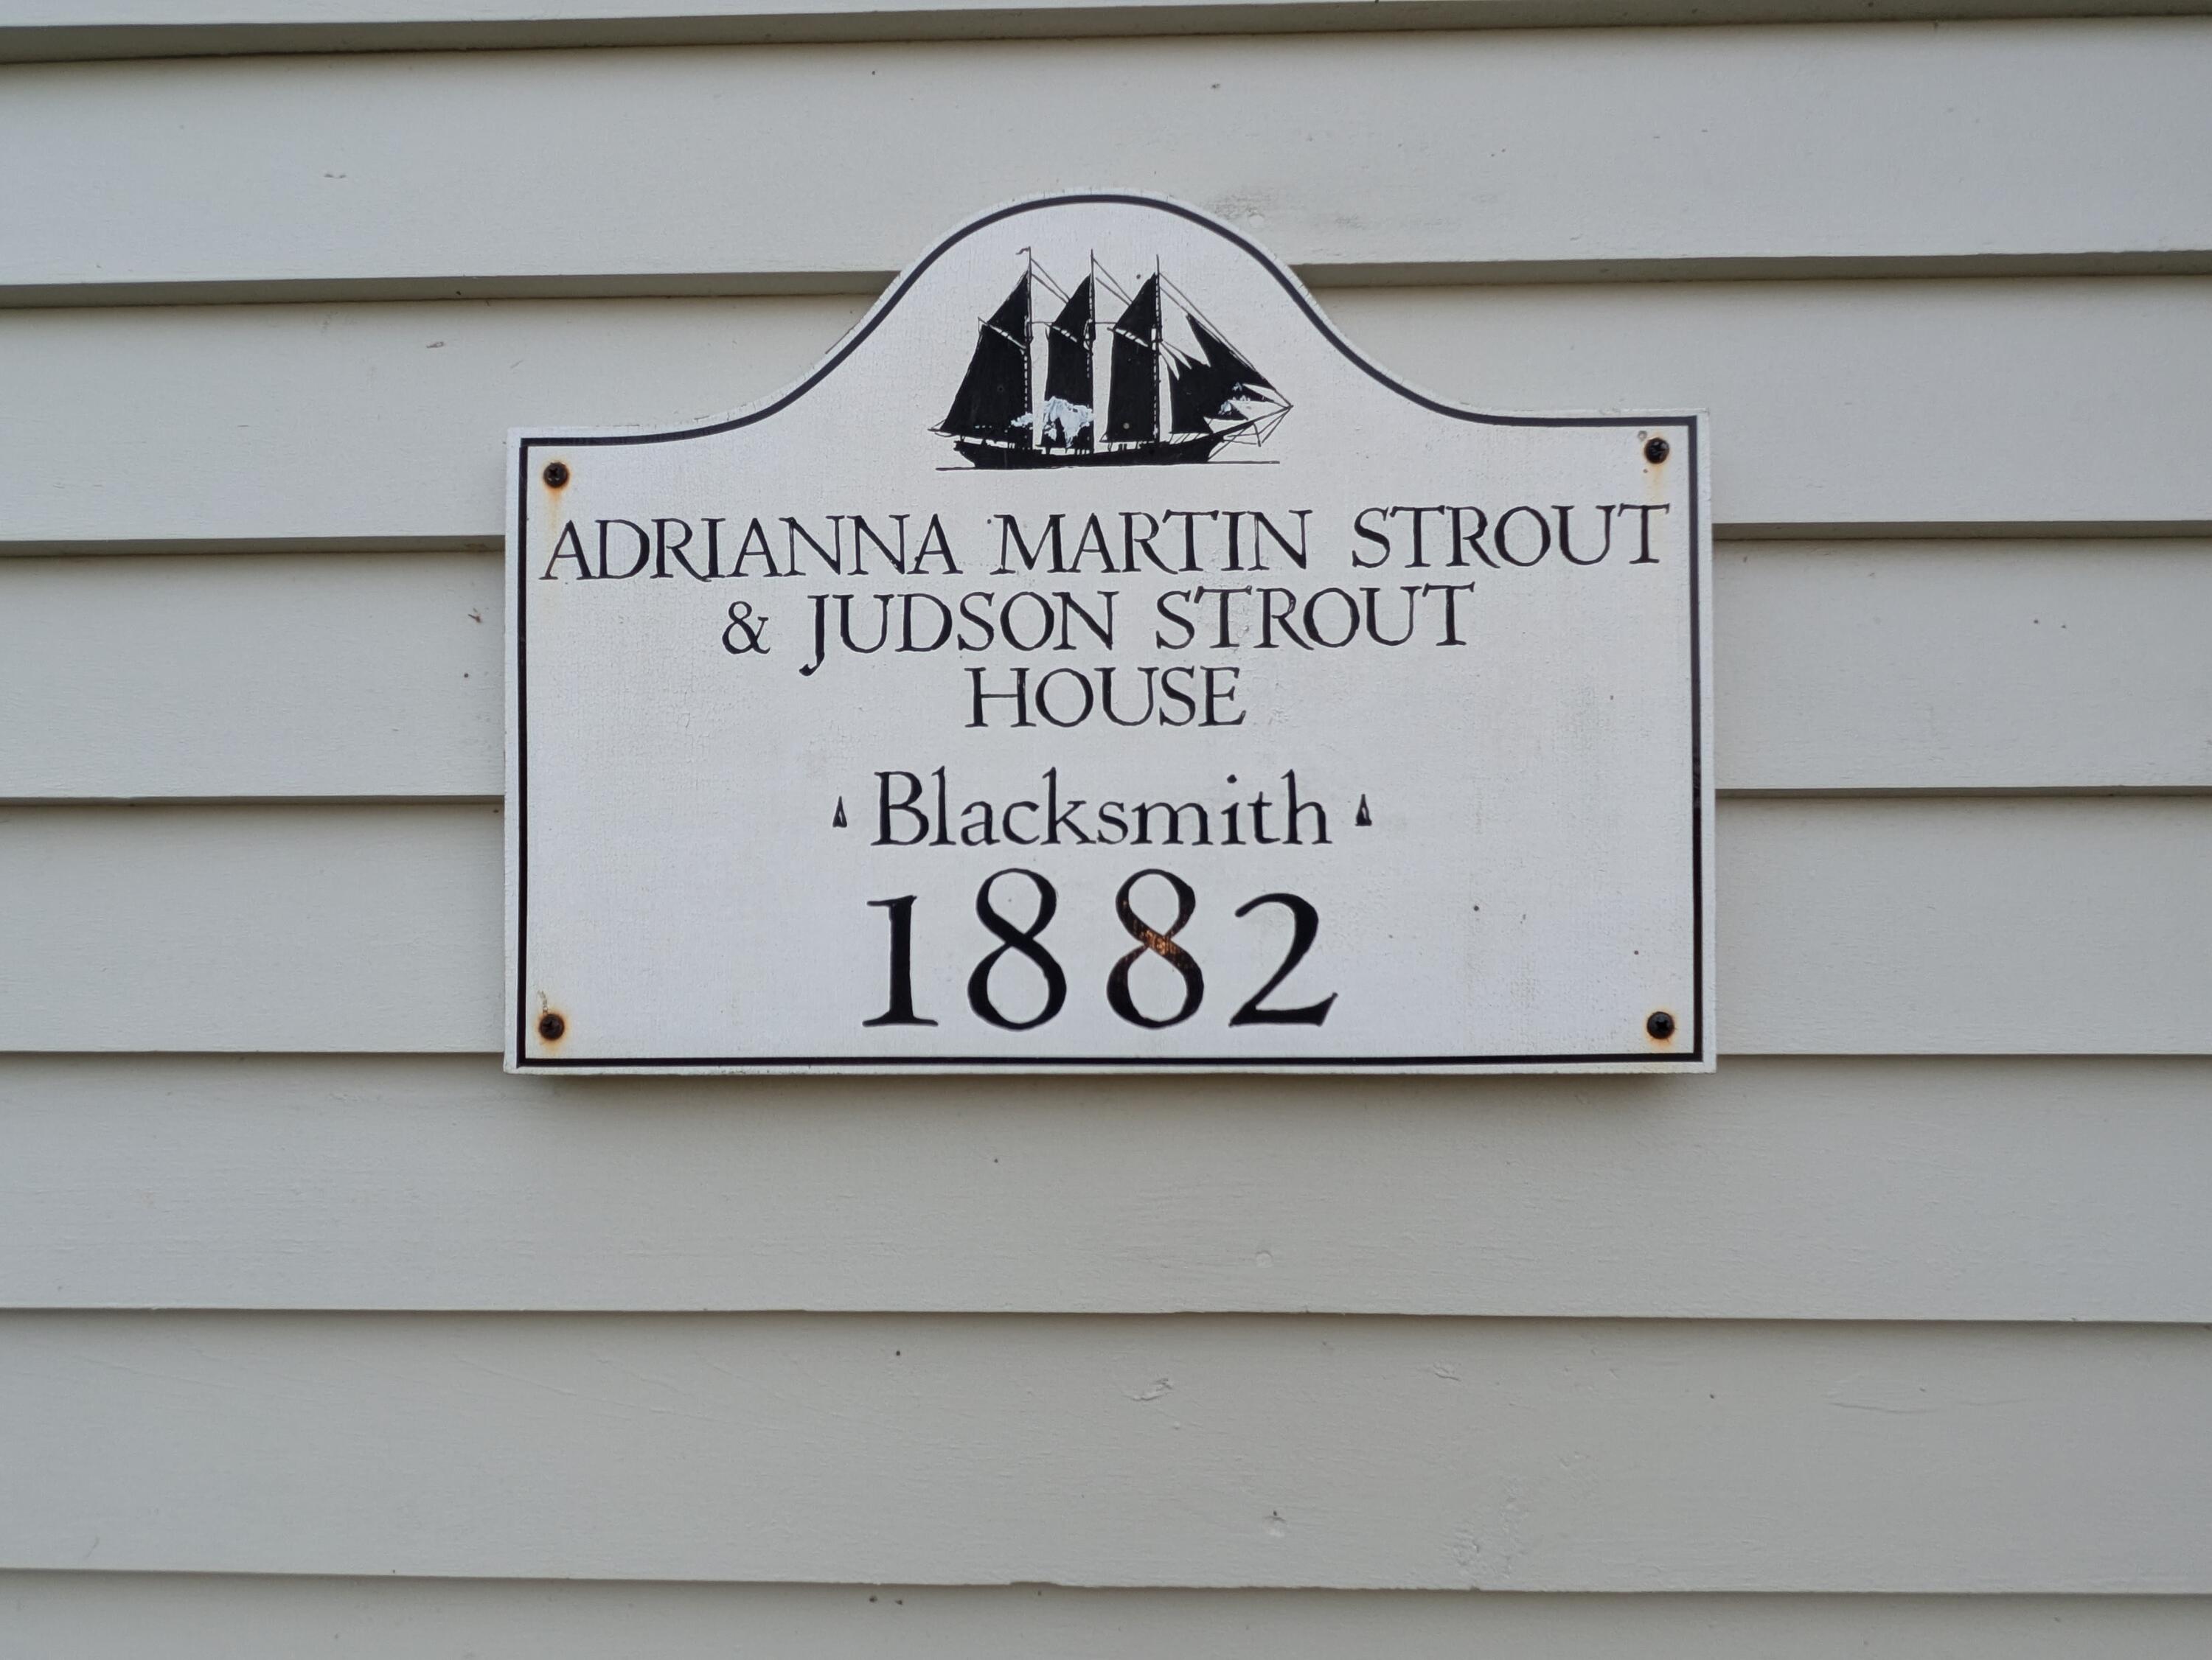 ADRIANNA MARTIN STROUT
& JUDSON STROUT
HOUSE
Blacksmith
1882